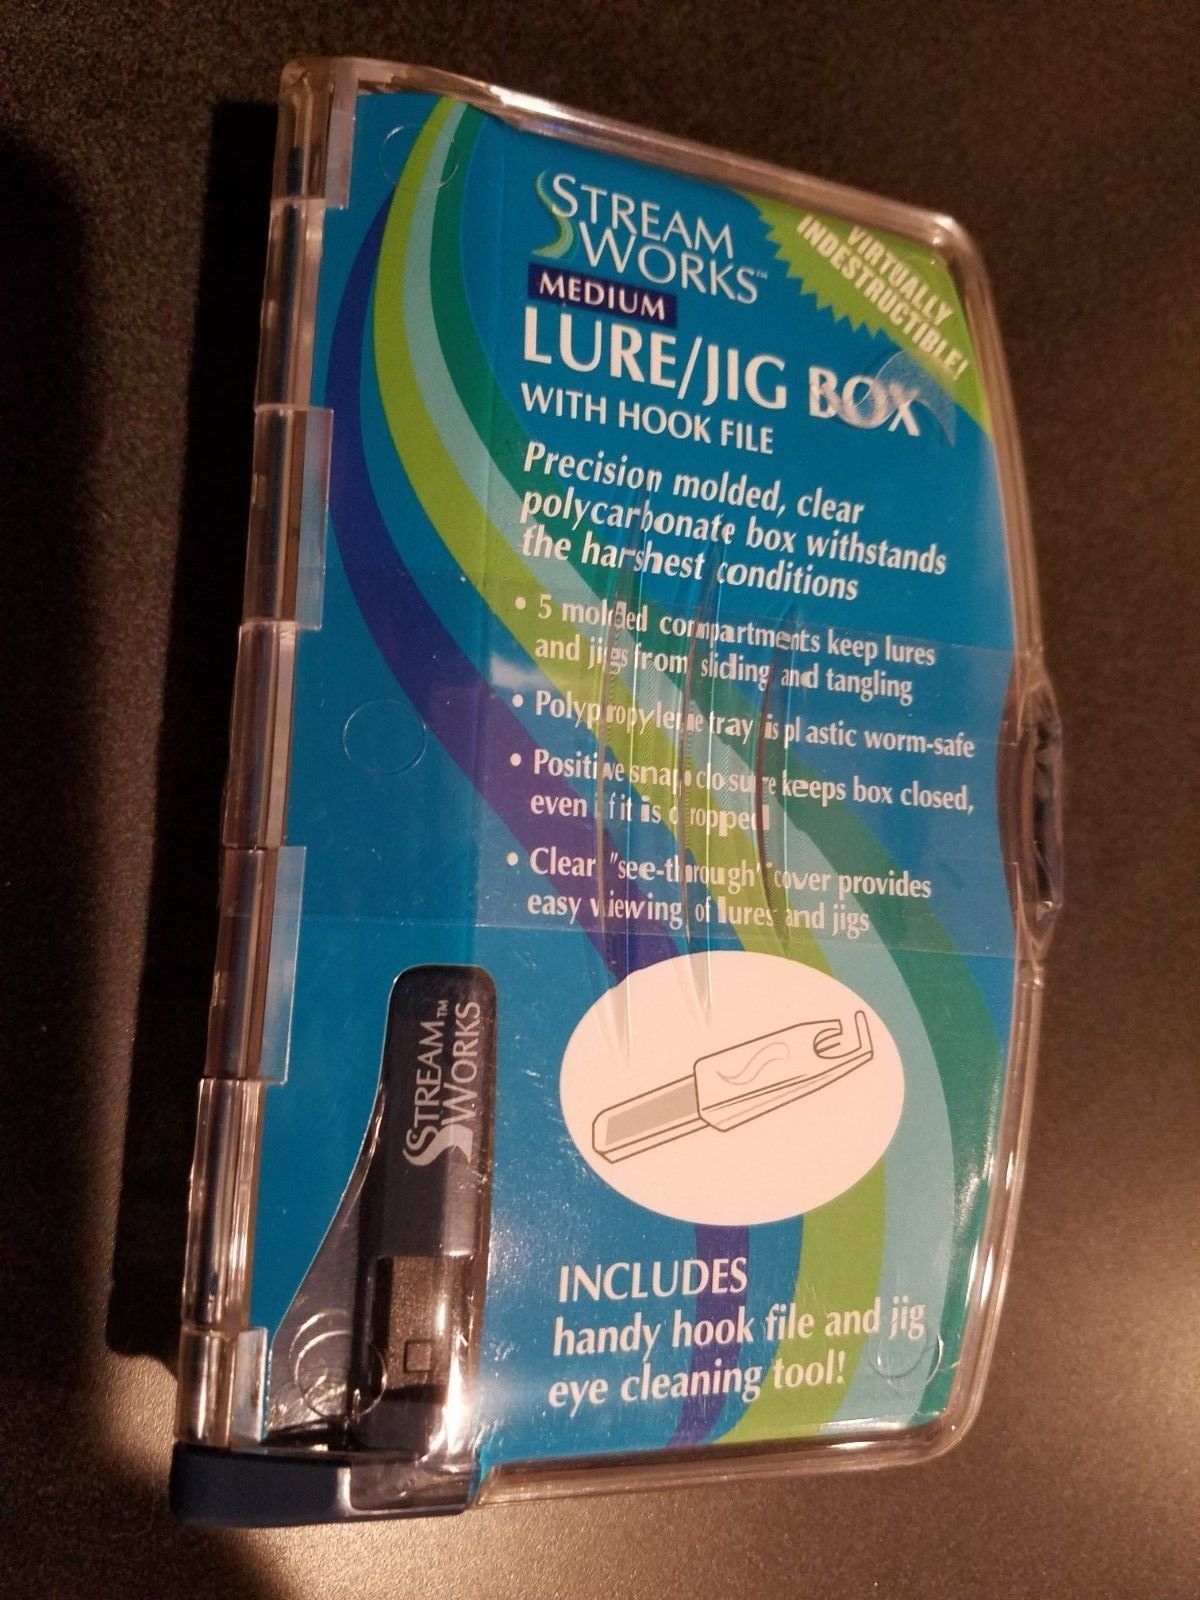 STREAM
WORKS™
MEDIUM
LURE/JIG BOX
WITH HOOK FILE
VIRTUALLY
INDESTRUCTIBLE!
Precision molded, clear
polycarbonate box withstands
the harshest conditions
• 5 molded compartments keep lures
and jigs from sliding and tangling
• Polypropylene tray is plastic worm-safe
• Positive snap closure keeps box closed,
even if it is dropped
• Clear "see-through" cover provides
easy viewing of lures and jigs
STREAM™
WORKS
INCLUDES
handy hook file and jig
eye cleaning tool!